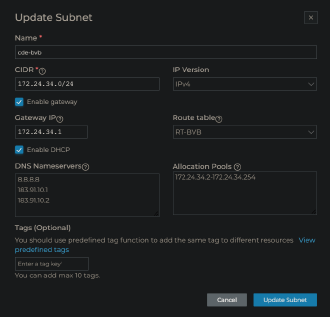 Update Subnet
Name *
cde-bvb
CIDR *
172.24.34.0/24
IP Version
IPv4
Enable gateway
Gateway IP
172.24.34.1
Route table
RT-BVB
Enable DHCP
DNS Nameservers
8.8.8.8
183.91.10.1
183.91.10.2
Allocation Pools
172.24.34.2-172.24.34.254
Tags (Optional)
You should use predefined tag function to add the same tag to different resources View
predefined tags
Enter a tag key
You can add max 10 tags.
Cancel
Update Subnet